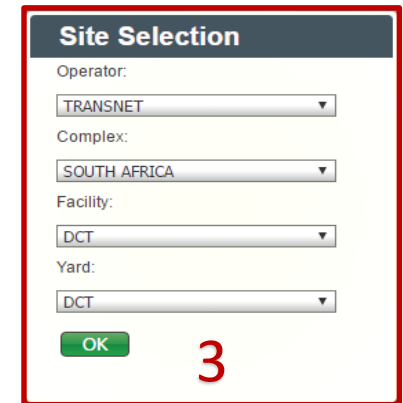 Site Selection
Operator:
TRANSNET
Complex:
SOUTH AFRICA
Facility:
DCT
Yard:
DCT
OK
3